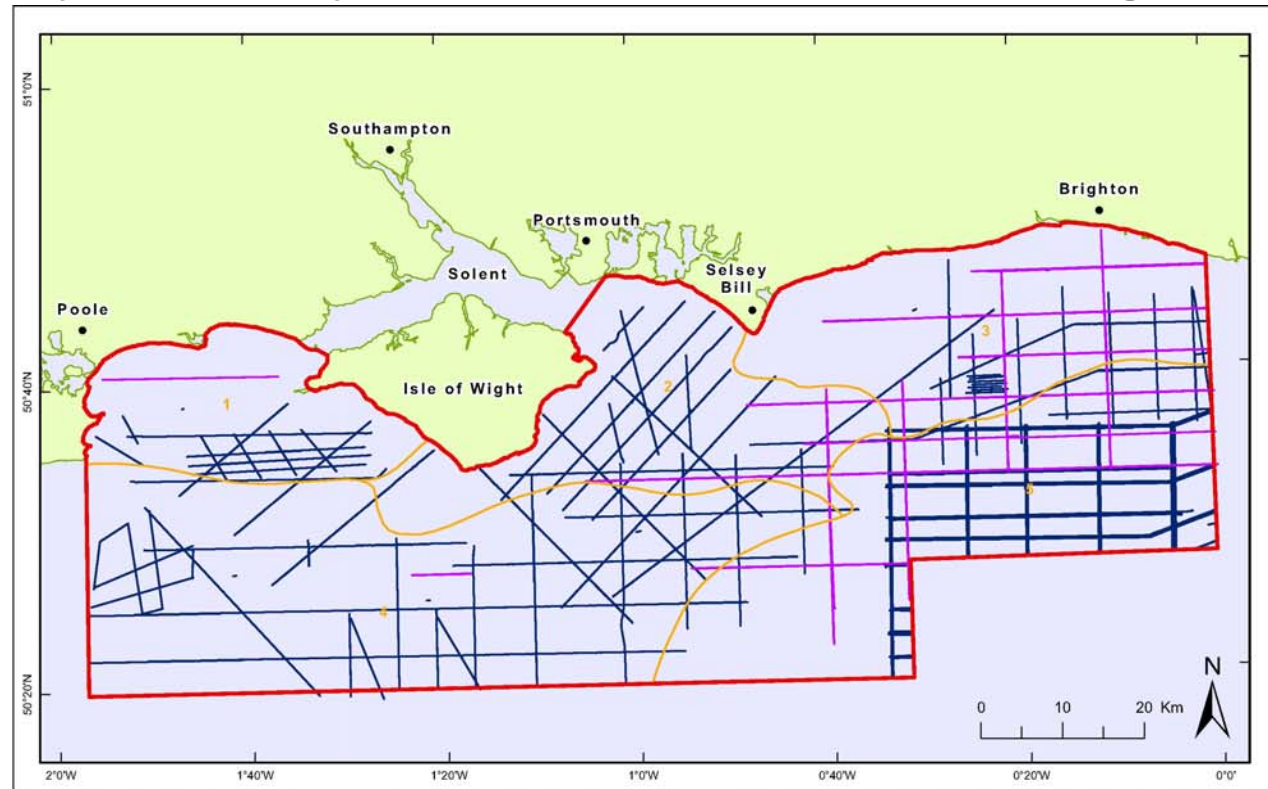 51°0'N
Southampton
Brighton
Portsmouth
Solent
Selsey
Bill
Poole
3
50°40'N
Isle of Wight
2
1
5
4
N
50°20'N
0 10 20 Km
2°0'W 1°40'W 1°20'W 1°0'W 0°40'W 0°20'W 0°0'